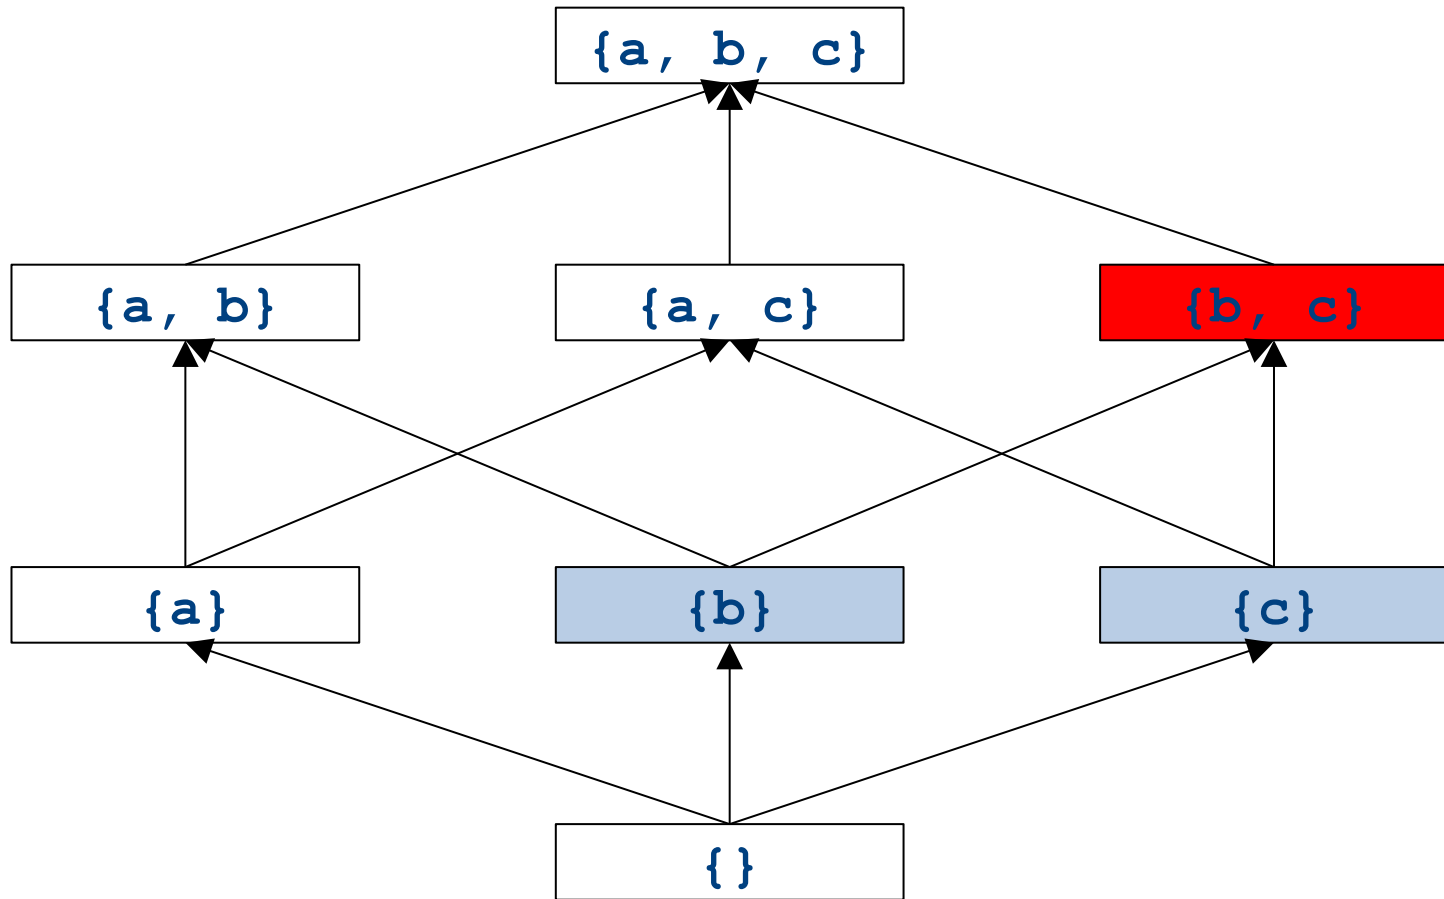 {a, b, c}
{a, b}
{a, c}
{b, c}
{a}
{b}
{c}
{}